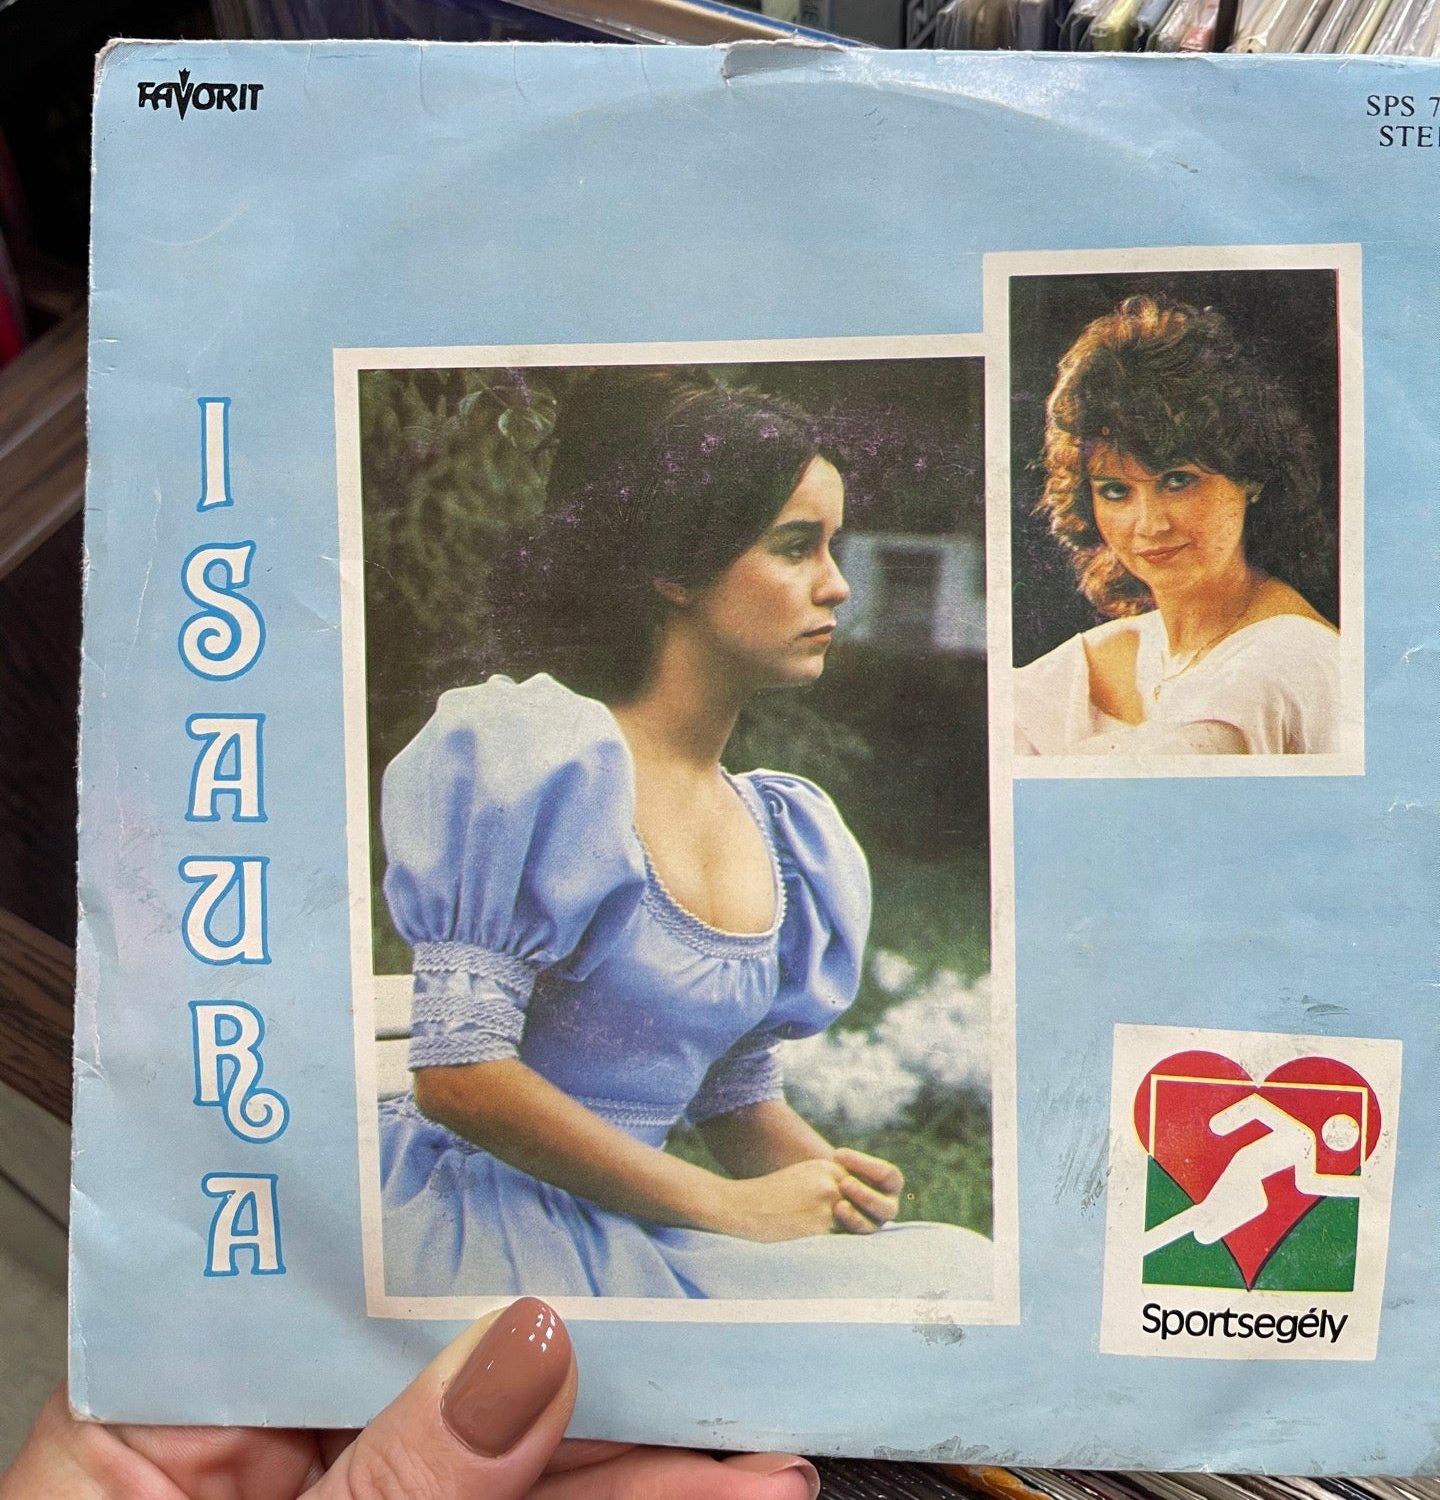 FAVORIT
SPS 7
STE
ISAURA
Sportsegély